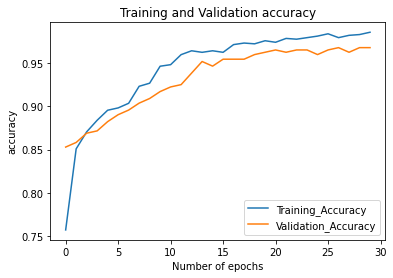 Training and Validation accuracy
accuracy
0.95
0.90
0.85
0.80
0.75
Training_Accuracy
Validation_Accuracy
0 5 10 15 20 25 30
Number of epochs